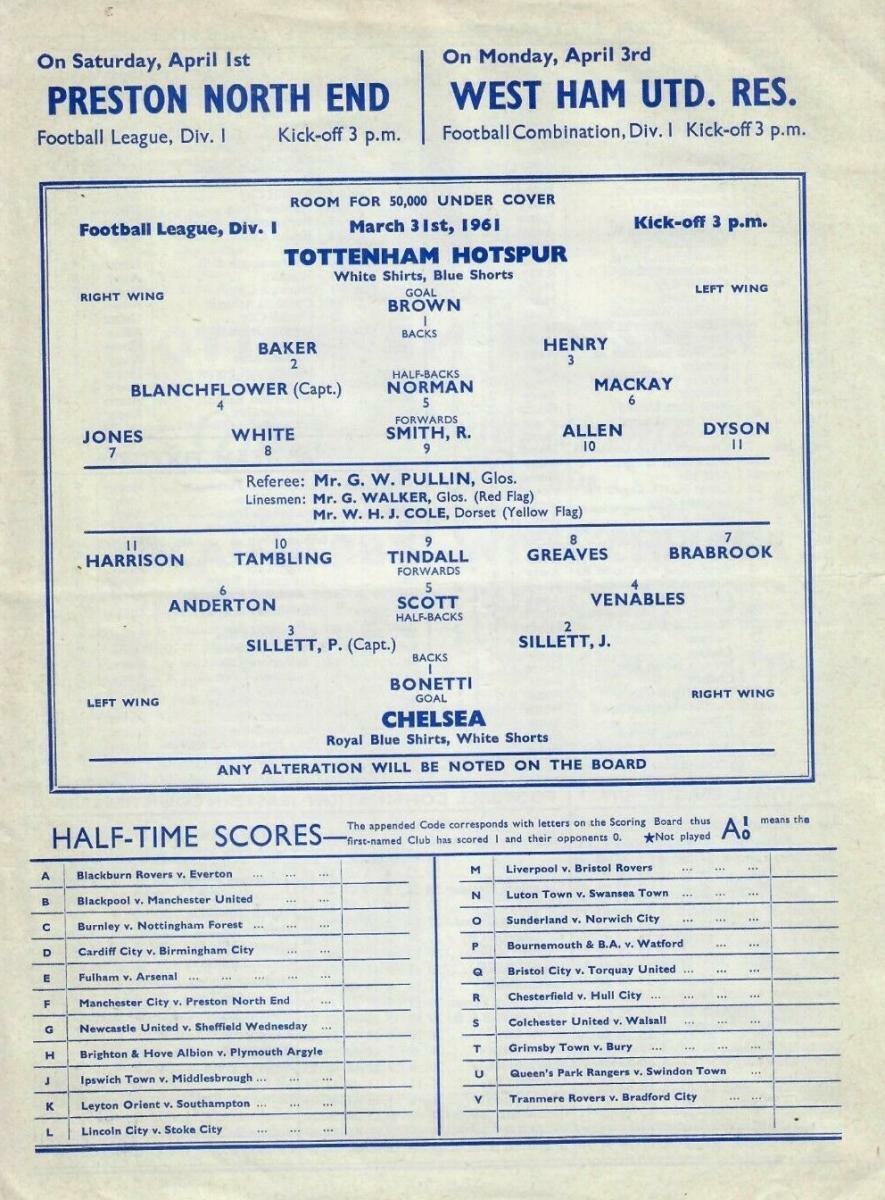 On Saturday, April 1st
PRESTON NORTH END
Football League, Div. I Kick-off 3 p.m.
On Monday, April 3rd
WEST HAM UTD. RES.
Football Combination, Div. I Kick-off 3 p.m.
ROOM FOR 50,000 UNDER COVER
Football League, Div. I March 31st, 1961 Kick-off 3 p.m.
TOTTENHAM HOTSPUR
White Shirts, Blue Shorts
RIGHT WING GOAL LEFT WING
BROWN
1
BACKS
BAKER HENRY
2 3
HALF-BACKS
BLANCHFLOWER (Capt.) NORMAN MACKAY
4 5 6
FORWARDS
JONES WHITE SMITH, R. ALLEN DYSON
7 8 9 10 11
Referee: Mr. G. W. PULLIN, Glos.
Linesmen: Mr. G. WALKER, Glos. (Red Flag)
Mr. W. H. J. COLE, Dorset (Yellow Flag)
11 10 9 8 7
HARRISON TAMBLING TINDALL GREAVES BRABROOK
FORWARDS
6 5 4
ANDERTON SCOTT VENABLES
HALF-BACKS
3 2
SILLETT, P. (Capt.) SILLETT, J.
BACKS
1
BONETTI
LEFT WING GOAL RIGHT WING
CHELSEA
Royal Blue Shirts, White Shorts
ANY ALTERATION WILL BE NOTED ON THE BOARD
HALF-TIME SCORES—
The appended Code corresponds with letters on the Scoring Board thus A 1 0 means the
first-named Club has scored 1 and their opponents 0. ★Not played
A Blackburn Rovers v. Everton ... ... ...
B Blackpool v. Manchester United ... ...
C Burnley v. Nottingham Forest ... ... ...
D Cardiff City v. Birmingham City ... ...
E Fulham v. Arsenal ... ... ... ... ...
F Manchester City v. Preston North End ...
G Newcastle United v. Sheffield Wednesday ...
H Brighton & Hove Albion v. Plymouth Argyle
J Ipswich Town v. Middlesbrough ... ... ...
K Leyton Orient v. Southampton ... ... ...
L Lincoln City v. Stoke City ... ... ...
M Liverpool v. Bristol Rovers ... ... ...
N Luton Town v. Swansea Town ... ... ...
O Sunderland v. Norwich City ... ... ...
P Bournemouth & B.A. v. Watford ... ...
Q Bristol City v. Torquay United ... ... ...
R Chesterfield v. Hull City ... ... ... ...
S Colchester United v. Walsall ... ... ...
T Grimsby Town v. Bury ... ... ... ...
U Queen's Park Rangers v. Swindon Town ...
V Tranmere Rovers v. Bradford City ... ...